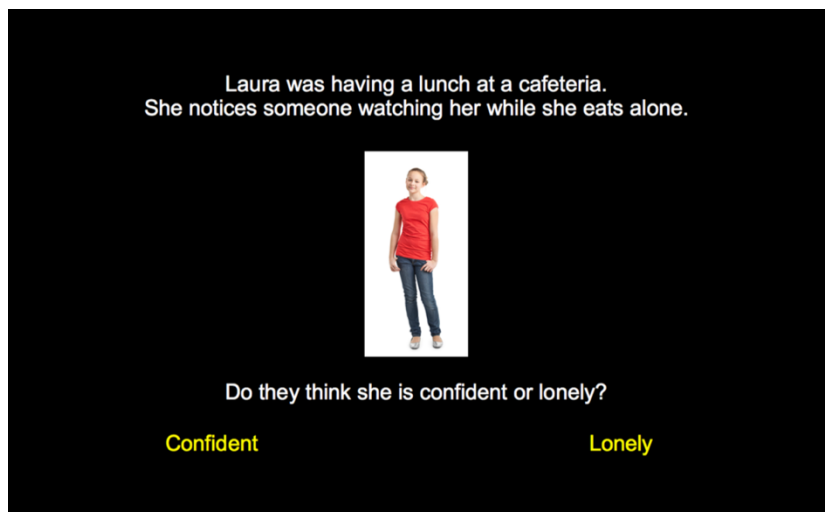 Laura was having a lunch at a cafeteria.
She notices someone watching her while she eats alone.
Do they think she is confident or lonely?
Confident
Lonely